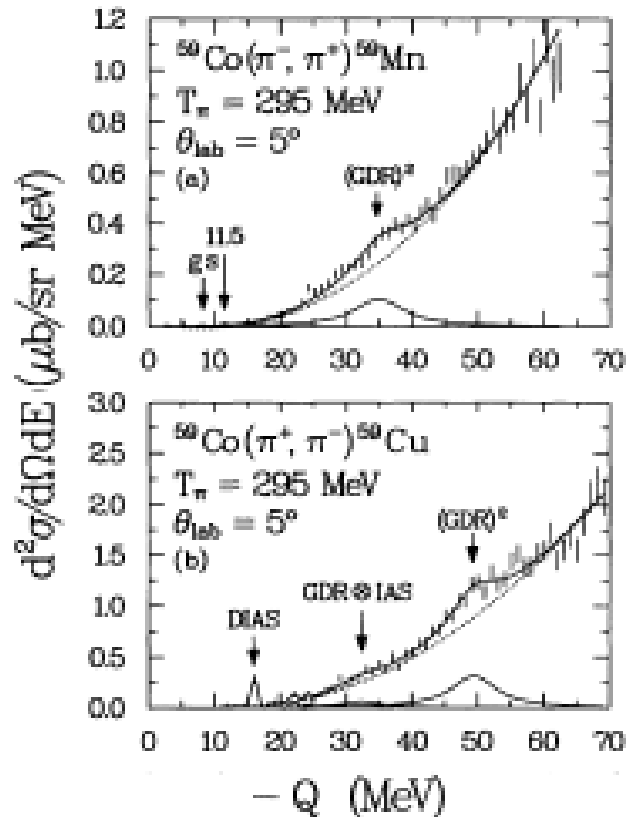 d²σ/dΩdE (μb/sr MeV)
1.2
1.0
0.8
0.6
0.4
0.2
0.0
⁵⁹Co(π⁻, π⁺)⁵⁹Mn
T_π = 295 MeV
θ_lab = 5°
(a)
(GDR)²
11.5
gs
0 10 20 30 40 50 60 70
3.0
2.5
2.0
1.5
1.0
0.5
0.0
⁵⁹Co(π⁺, π⁻)⁵⁹Cu
T_π = 295 MeV
θ_lab = 5°
(b)
(GDR)²
GDR⊗IAS
DIAS
0 10 20 30 40 50 60 70
− Q (MeV)